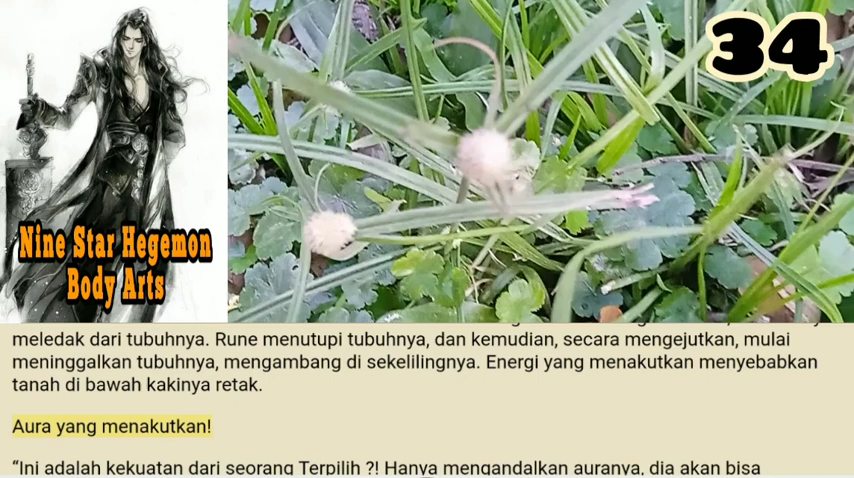 34
Nine Star Hegemon
Body Arts
meledak dari tubuhnya. Rune menutupi tubuhnya, dan kemudian, secara mengejutkan, mulai
meninggalkan tubuhnya, mengambang di sekelilingnya. Energi yang menakutkan menyebabkan
tanah di bawah kakinya retak.
Aura yang menakutkan!
“Ini adalah kekuatan dari seorang Terpilih ?! Hanya mengandalkan auranya, dia akan bisa